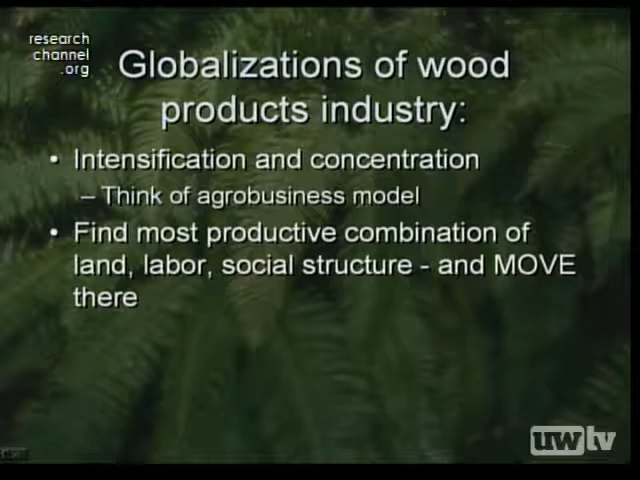 research
channel
.org
Globalizations of wood
products industry:
• Intensification and concentration
– Think of agrobusiness model
• Find most productive combination of
land, labor, social structure - and MOVE
there
uwtv